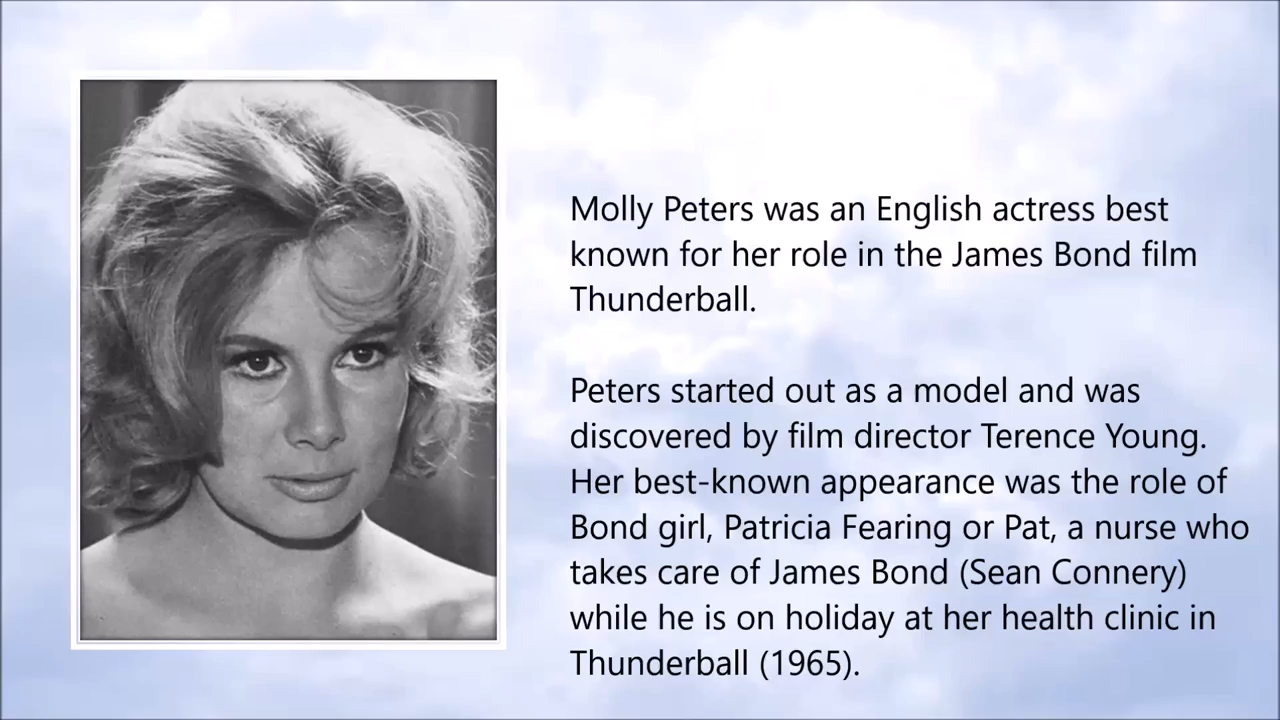 Molly Peters was an English actress best
known for her role in the James Bond film
Thunderball.
Peters started out as a model and was
discovered by film director Terence Young.
Her best-known appearance was the role of
Bond girl, Patricia Fearing or Pat, a nurse who
takes care of James Bond (Sean Connery)
while he is on holiday at her health clinic in
Thunderball (1965).